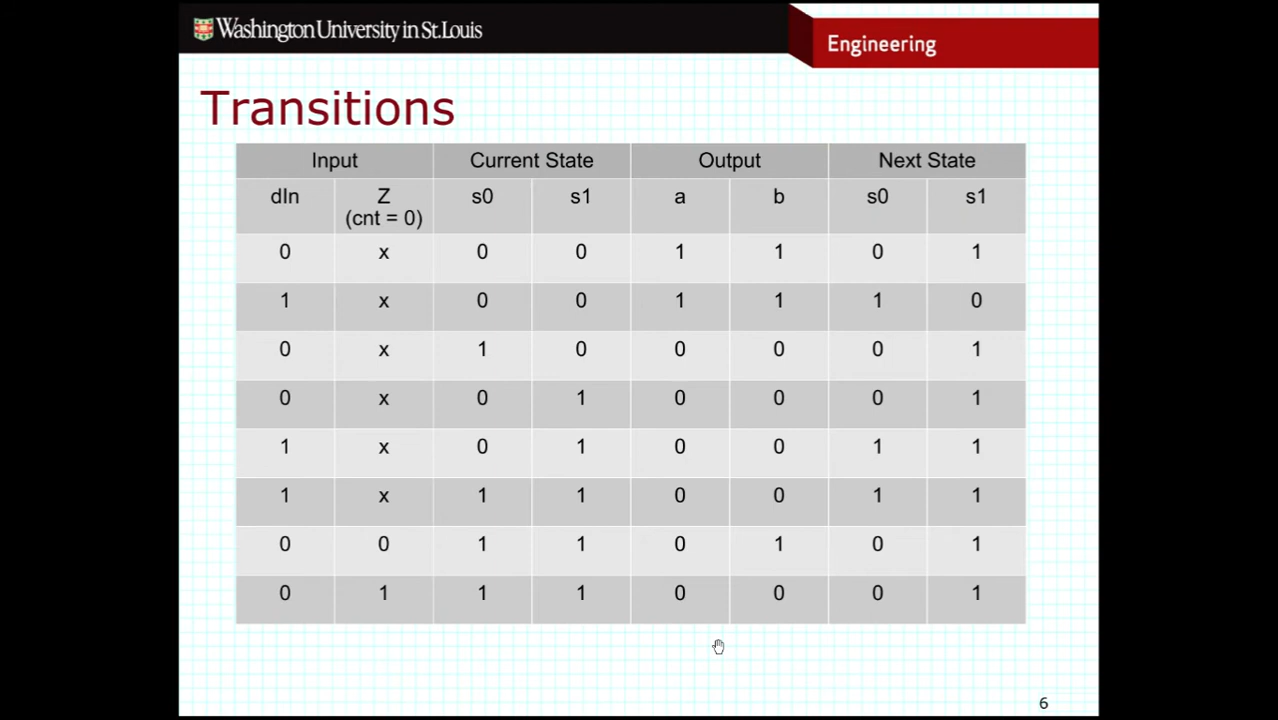 Washington University in St.Louis
Engineering
Transitions
Input Current State Output Next State
dIn Z (cnt = 0) s0 s1 a b s0 s1
0 x 0 0 1 1 0 1
1 x 0 0 1 1 1 0
0 x 1 0 0 0 0 1
0 x 0 1 0 0 0 1
1 x 0 1 0 0 1 1
1 x 1 1 0 0 1 1
0 0 1 1 0 1 0 1
0 1 1 1 0 0 0 1
6